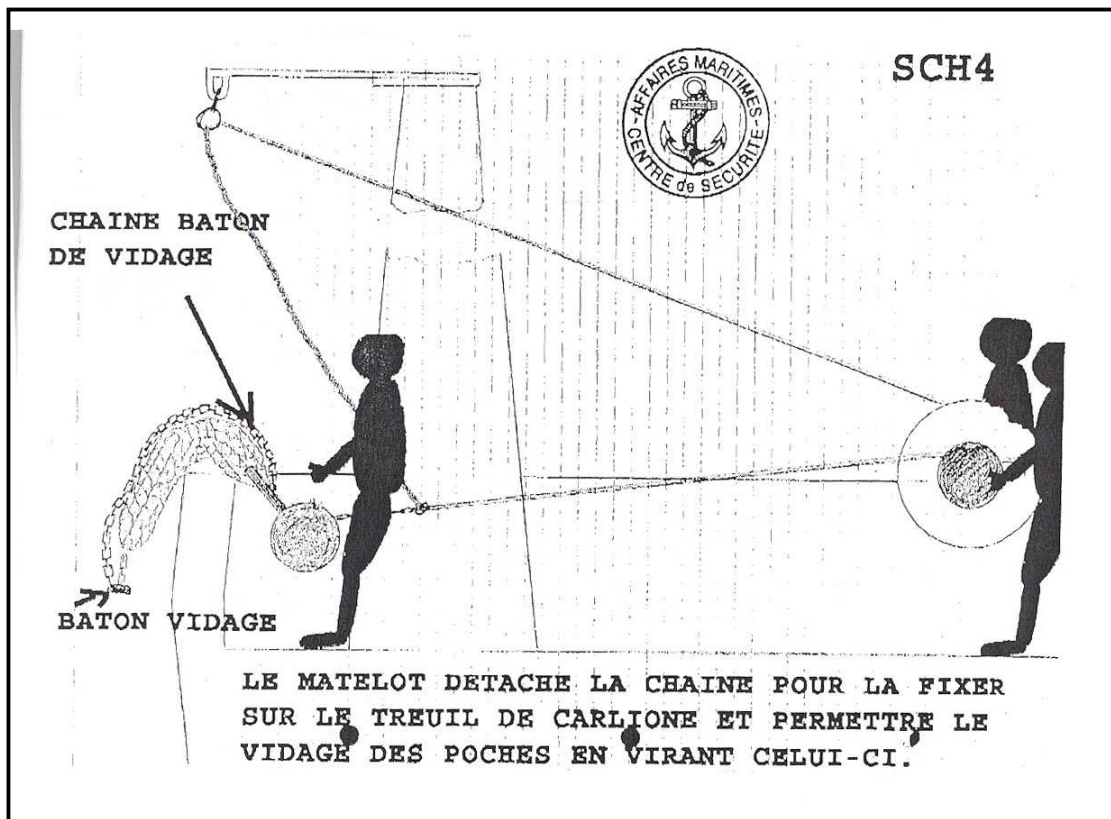 SCH4
AFFAIRES MARITIMES
CENTRE de SECURITE
CHAINE BATON
DE VIDAGE
BATON VIDAGE
LE MATELOT DETACHE LA CHAINE POUR LA FIXER
SUR LE TREUIL DE CARLIONE ET PERMETTRE LE
VIDAGE DES POCHES EN VIRANT CELUI-CI.